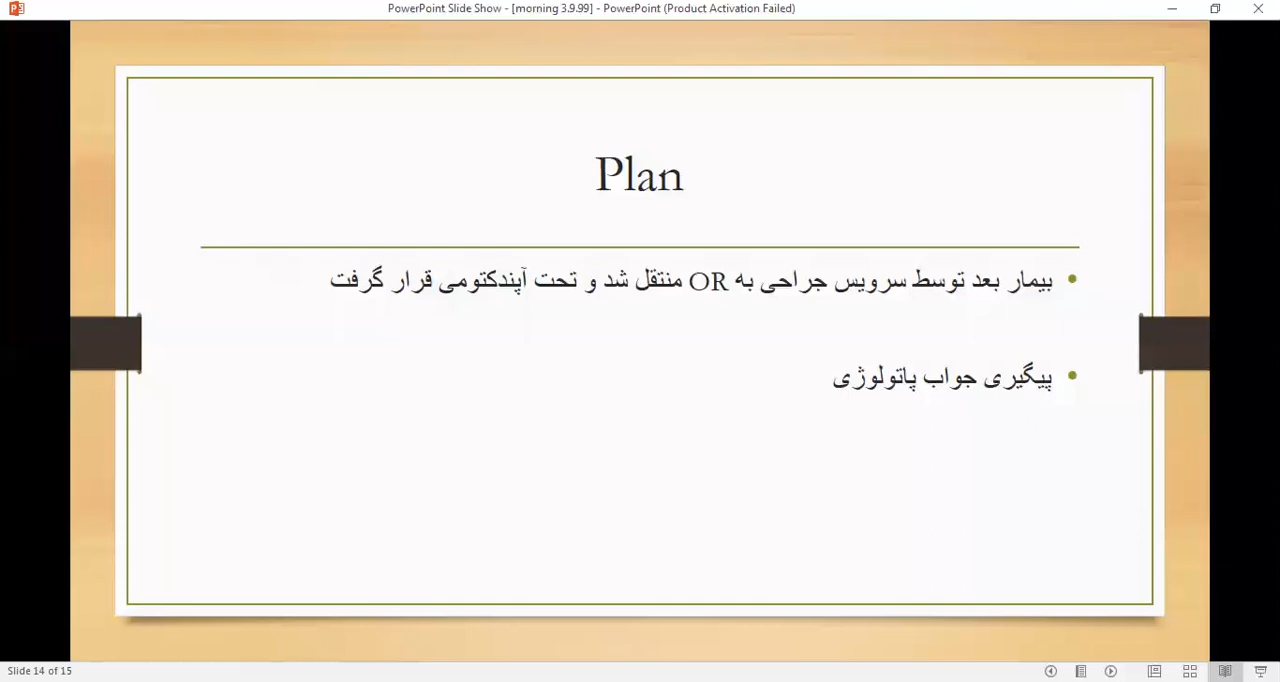 PowerPoint Slide Show - [morning 3.9.99] - PowerPoint (Product Activation Failed)
Plan
• بیمار بعد توسط سرویس جراحی به OR منتقل شد و تحت آپندکتومی قرار گرفت
• پیگیری جواب پاتولوژی
Slide 14 of 15